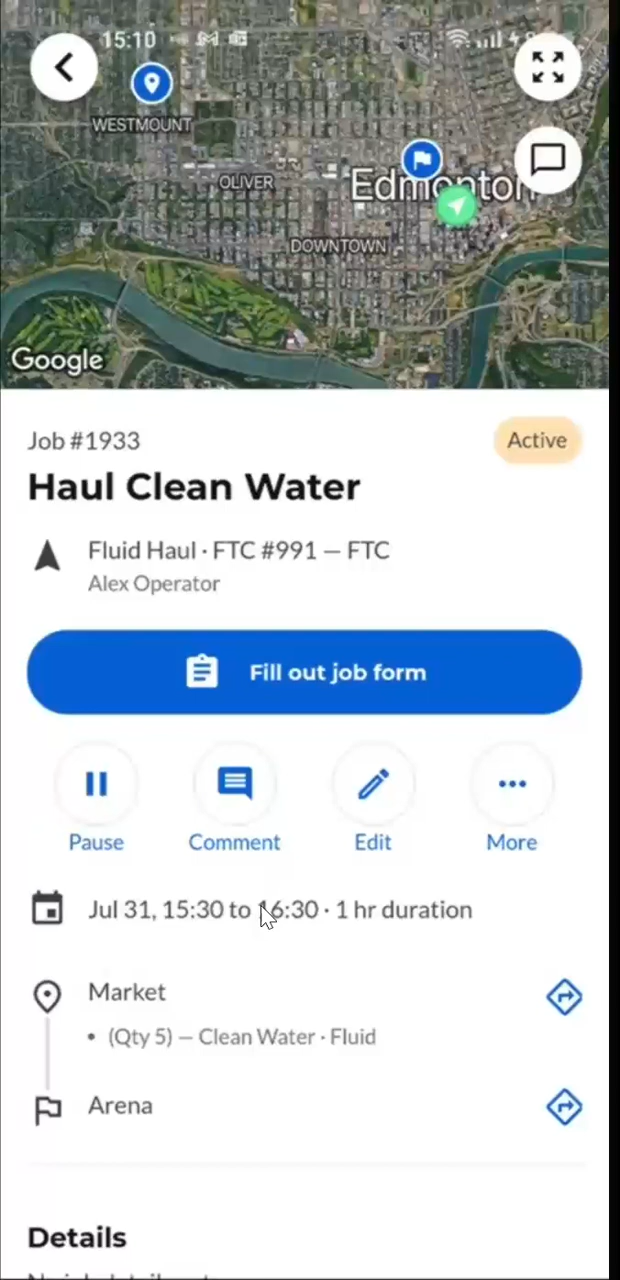 15:10
WESTMOUNT
OLIVER
Edmonton
DOWNTOWN
Google
Job #1933
Active
Haul Clean Water
Fluid Haul · FTC #991 — FTC
Alex Operator
Fill out job form
Pause
Comment
Edit
More
Jul 31, 15:30 to 16:30 · 1 hr duration
Market
• (Qty 5) — Clean Water · Fluid
Arena
Details